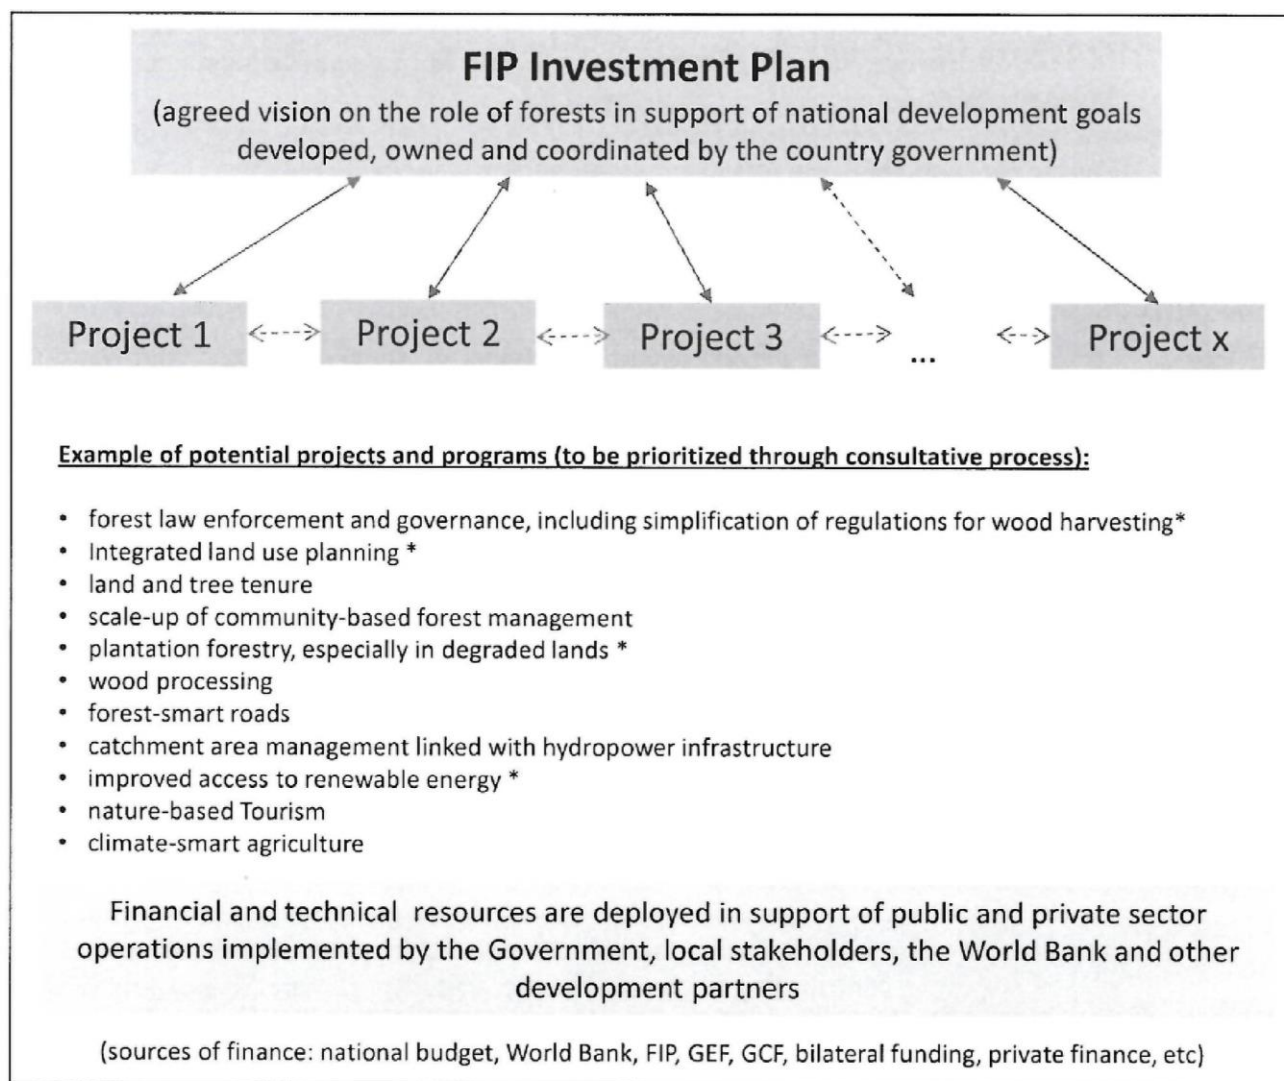 FIP Investment Plan
(agreed vision on the role of forests in support of national development goals
developed, owned and coordinated by the country government)
Project 1
Project 2
Project 3
...
Project x
Example of potential projects and programs (to be prioritized through consultative process):
• forest law enforcement and governance, including simplification of regulations for wood harvesting*
• Integrated land use planning *
• land and tree tenure
• scale-up of community-based forest management
• plantation forestry, especially in degraded lands *
• wood processing
• forest-smart roads
• catchment area management linked with hydropower infrastructure
• improved access to renewable energy *
• nature-based Tourism
• climate-smart agriculture
Financial and technical resources are deployed in support of public and private sector
operations implemented by the Government, local stakeholders, the World Bank and other
development partners
(sources of finance: national budget, World Bank, FIP, GEF, GCF, bilateral funding, private finance, etc)